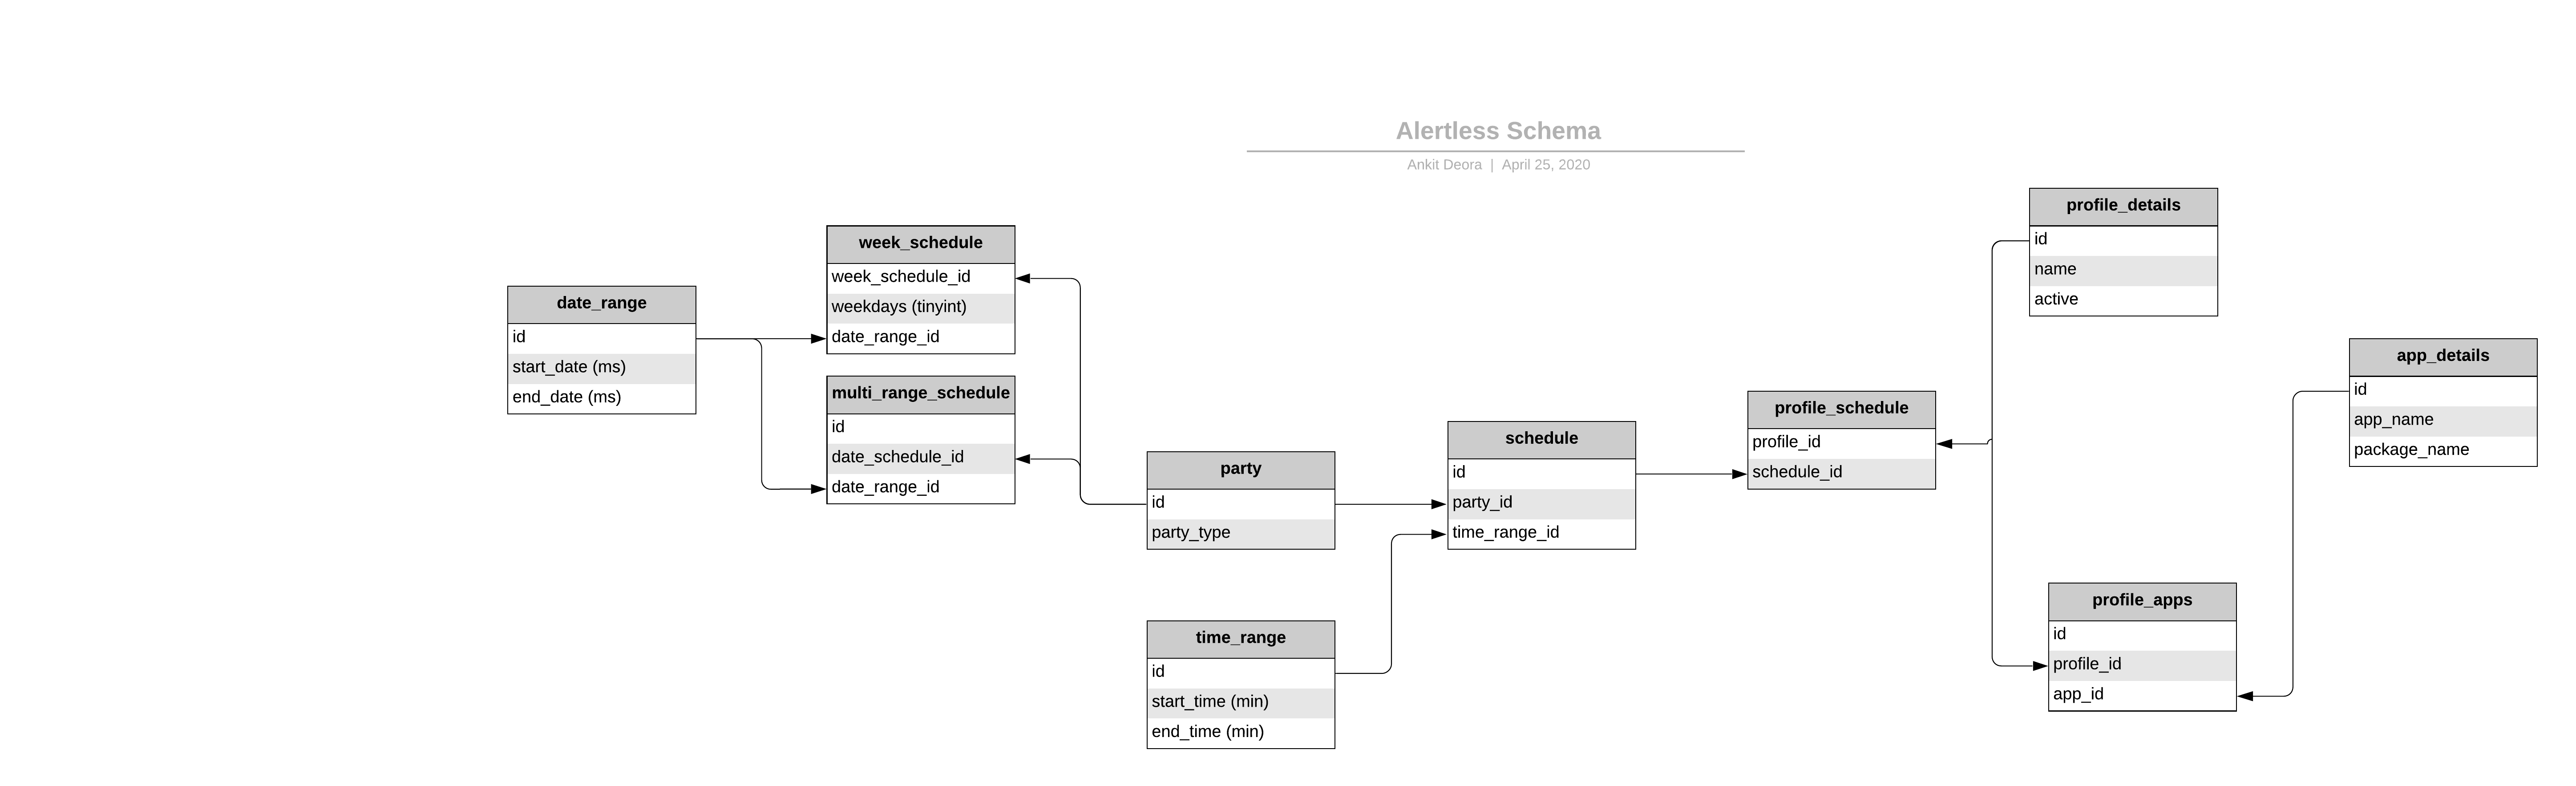 Alertless Schema
Ankit Deora | April 25, 2020
date_range
id
start_date (ms)
end_date (ms)
week_schedule
week_schedule_id
weekdays (tinyint)
date_range_id
multi_range_schedule
id
date_schedule_id
date_range_id
party
id
party_type
time_range
id
start_time (min)
end_time (min)
schedule
id
party_id
time_range_id
profile_schedule
profile_id
schedule_id
profile_details
id
name
active
profile_apps
id
profile_id
app_id
app_details
id
app_name
package_name